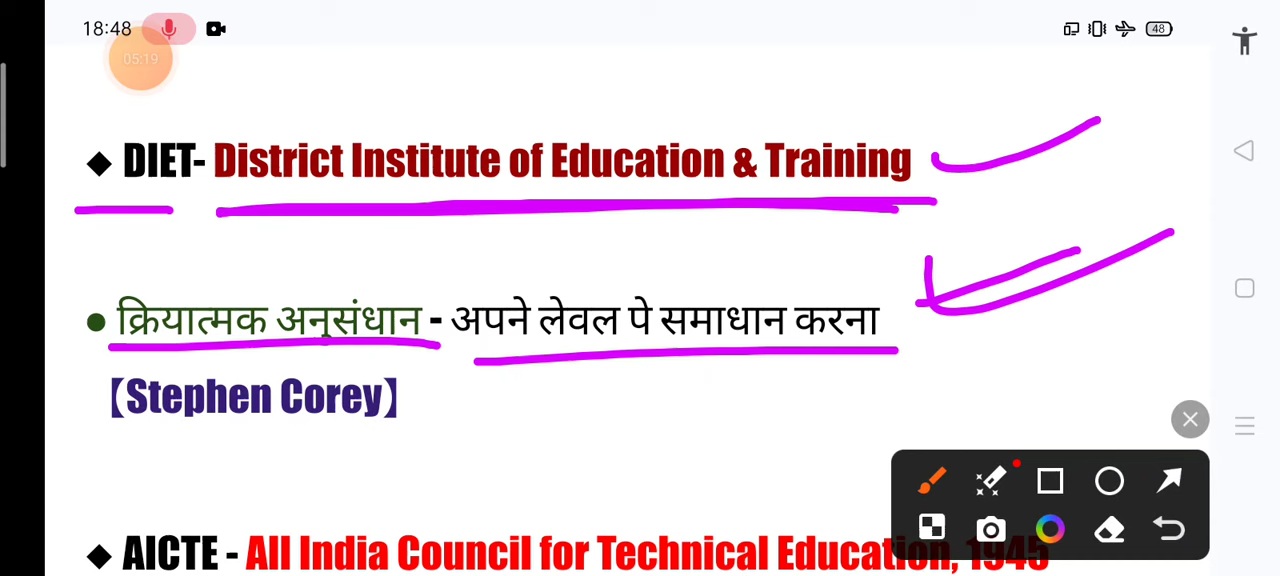 18:48
48
05:19
◆ DIET- District Institute of Education & Training
● क्रियात्मक अनुसंधान - अपने लेवल पे समाधान करना
【Stephen Corey】
◆ AICTE - All India Council for Technical Education, 1945